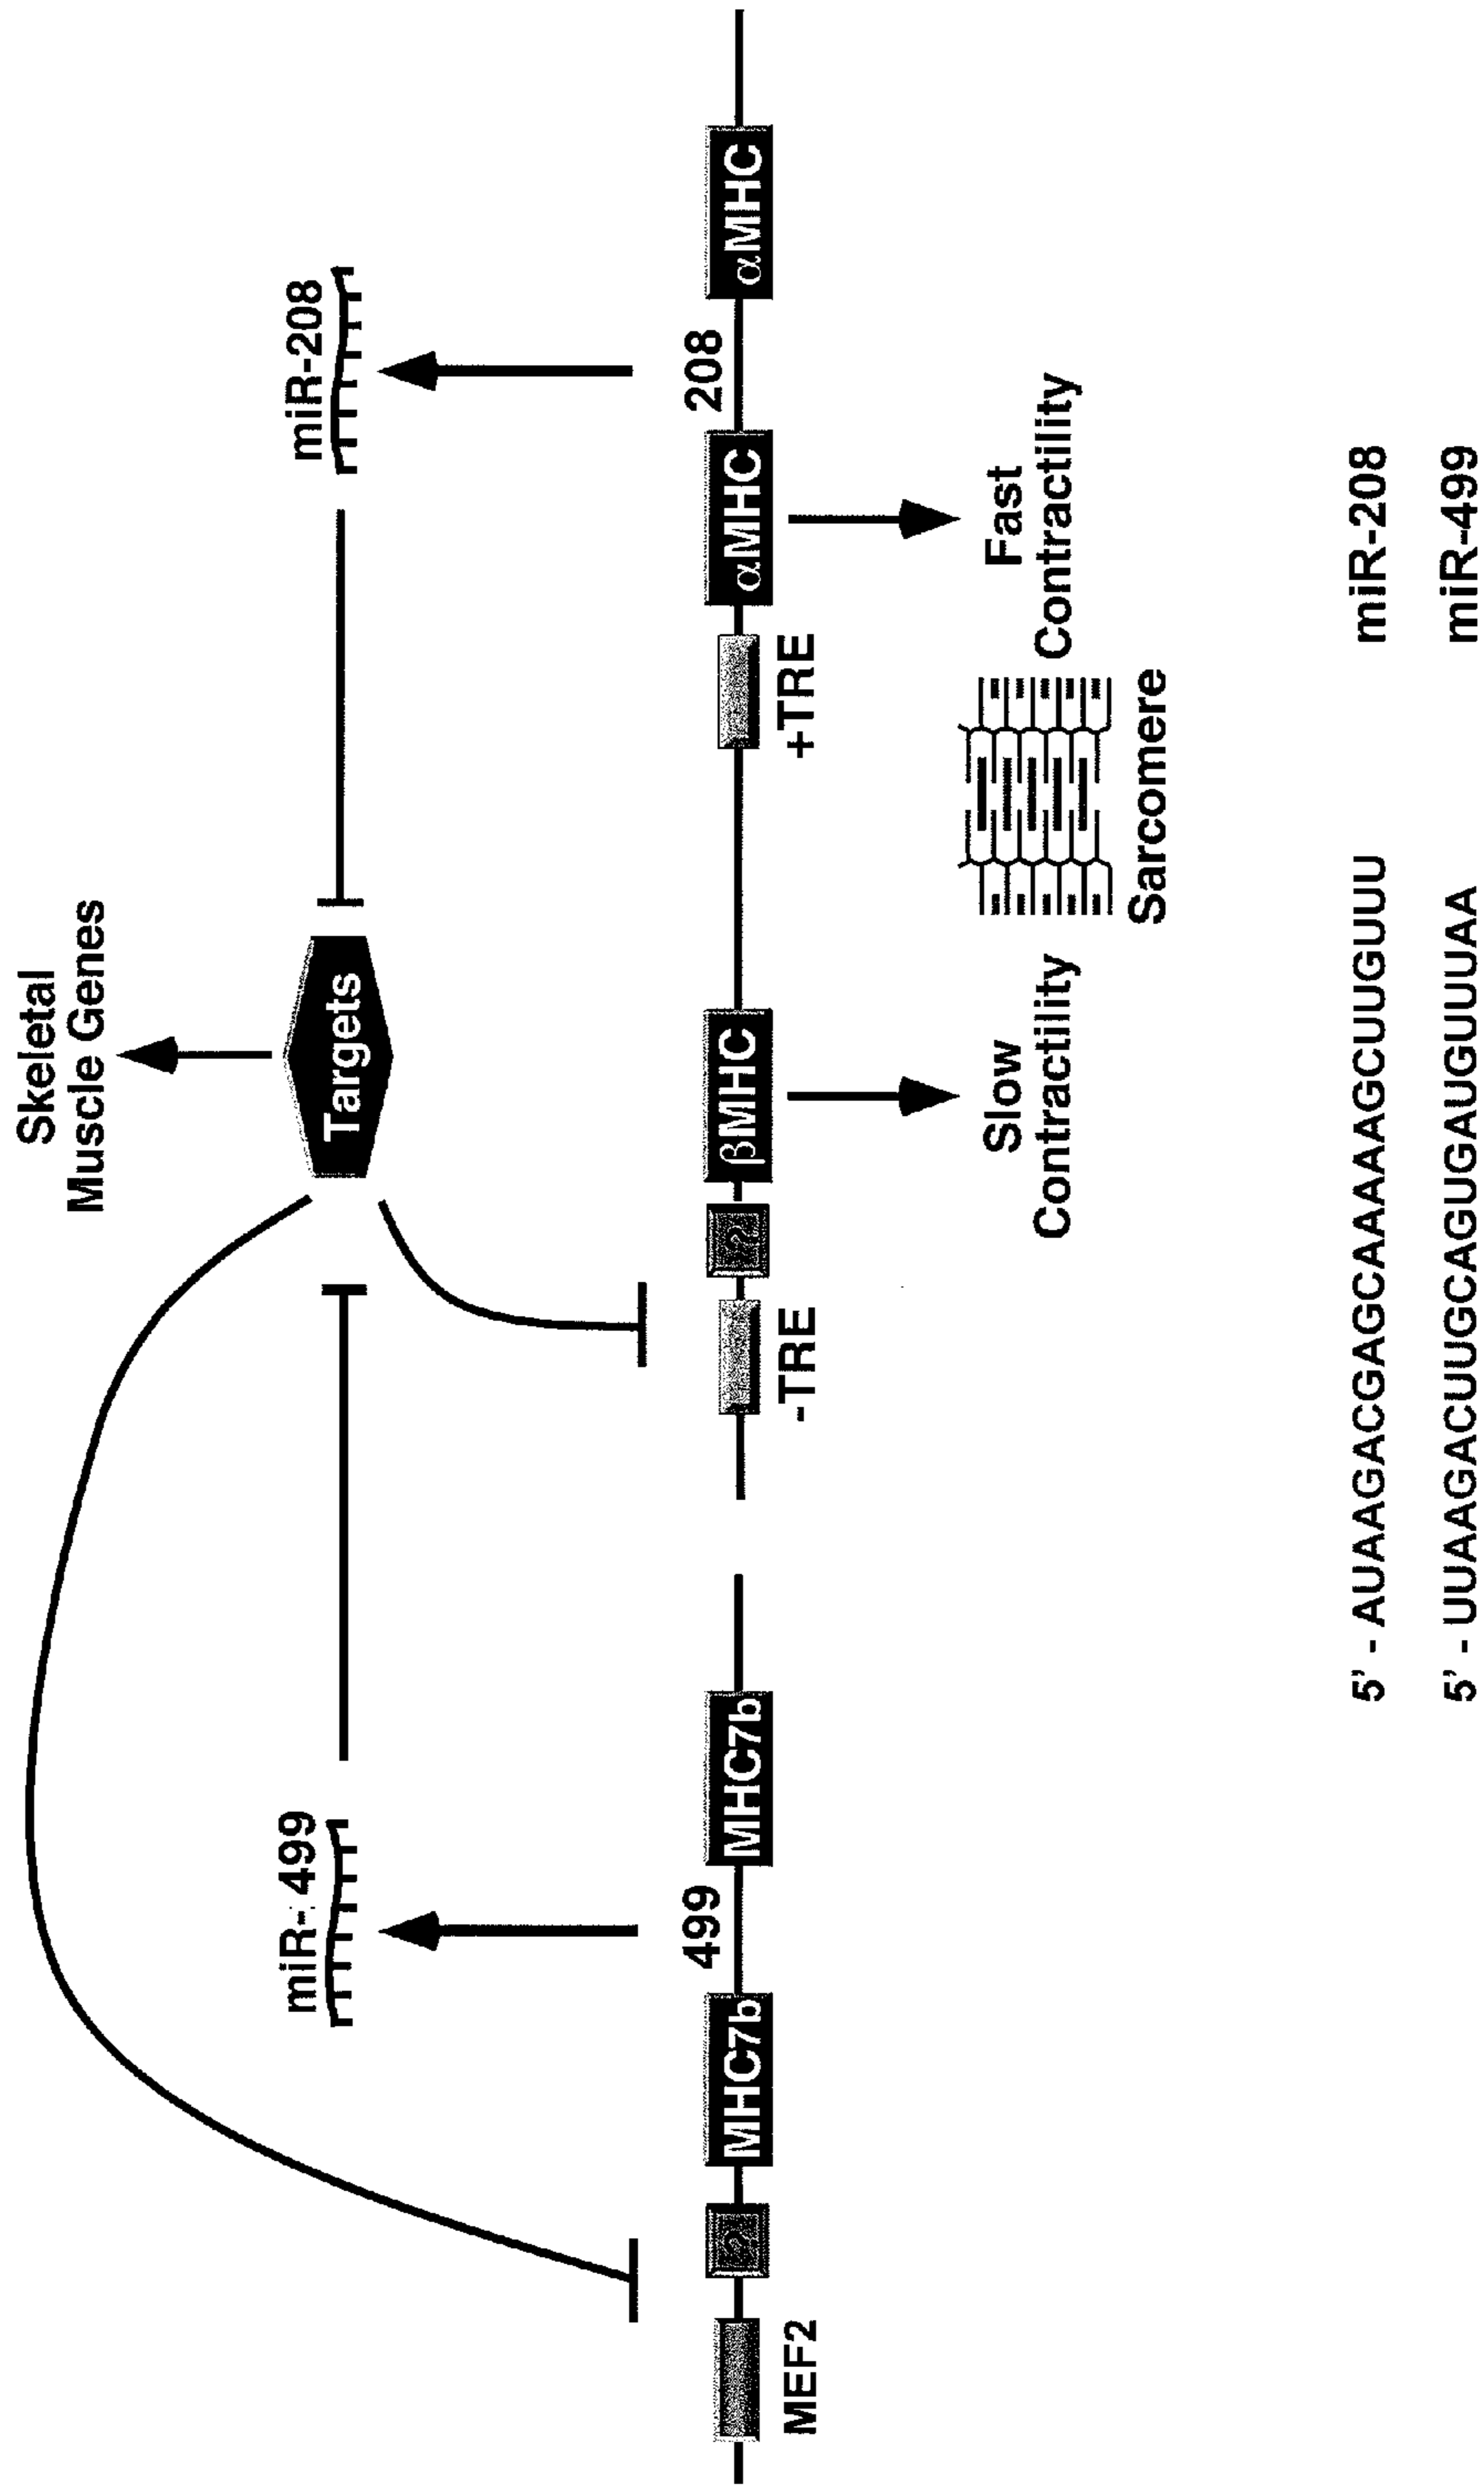 Skeletal
Muscle Genes
miR- 499
Targets
miR-208
499
208
?
MHC7b
MHC7b
?
βMHC
αMHC
αMHC
MEF2
-TRE
+TRE
Slow
Contractility
Fast
Contractility
Sarcomere
5' - AUAAGACGAGCAAAAAGCUUGUUU miR-208
5' - UUAAGACUUGCAGUGAUGUUUAA miR-499